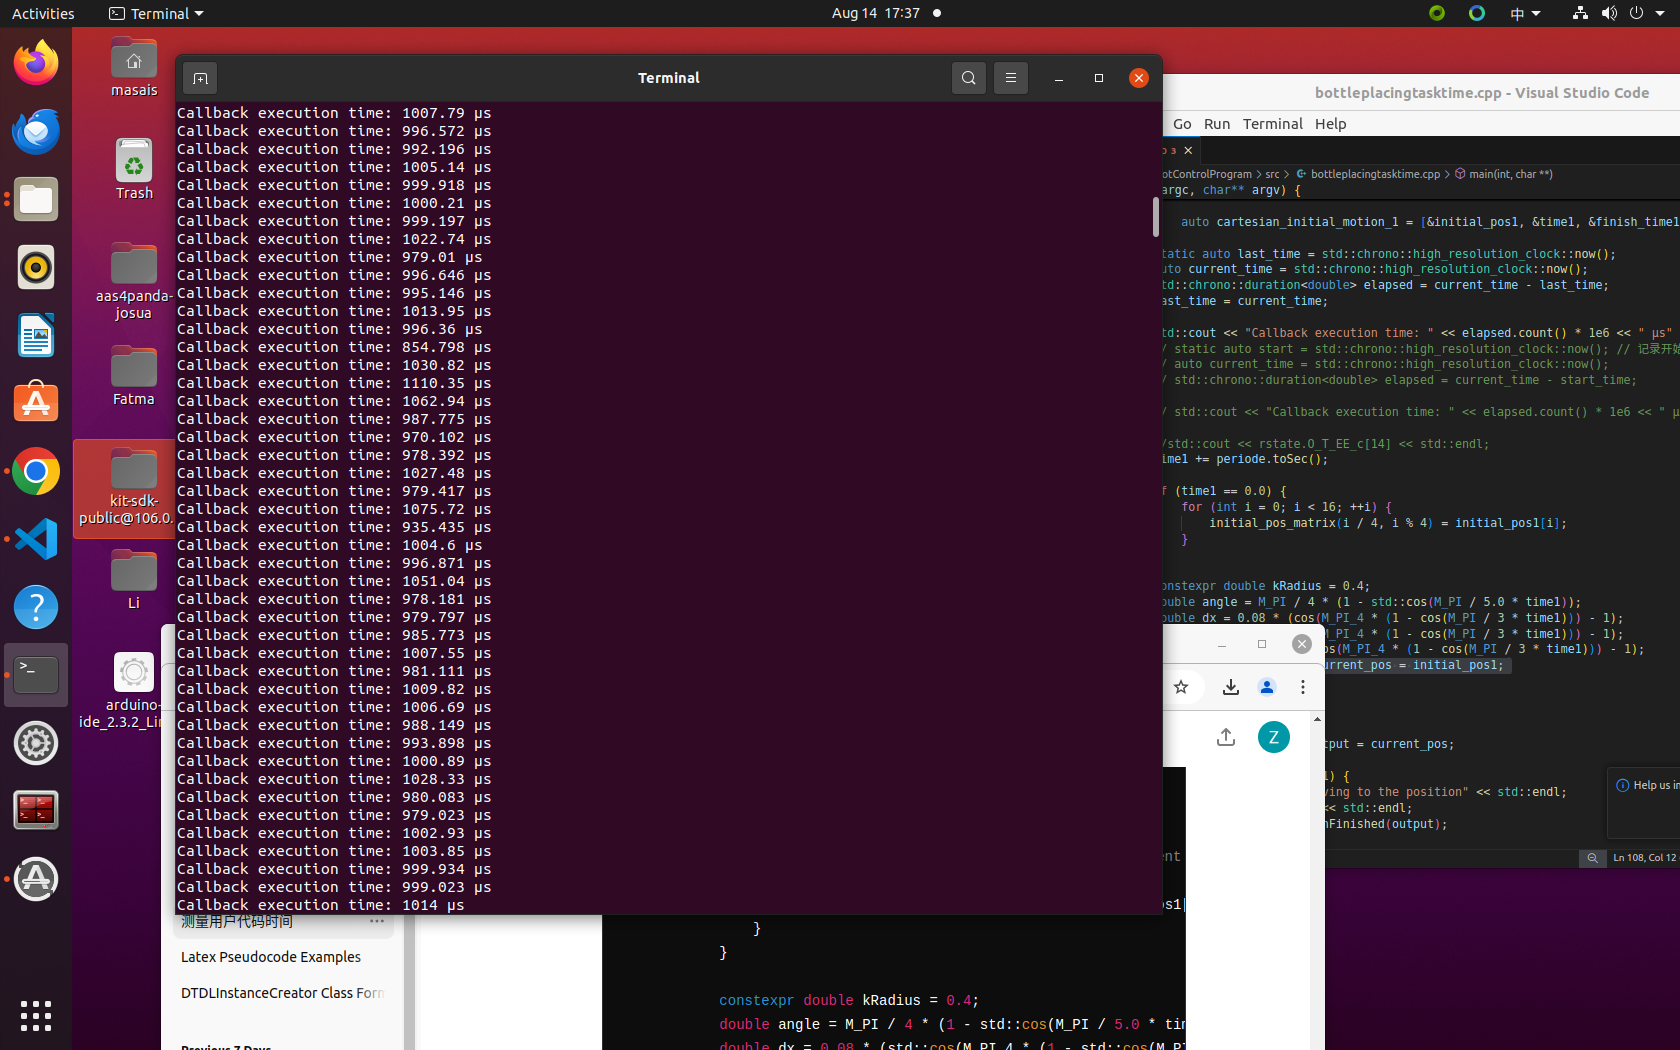 Activities
Terminal
Aug 14 17:37
中
masais
Trash
aas4panda-
josua
Fatma
kit-sdk-
public@106.0.
Li
arduino-
ide_2.3.2_Lin
Terminal
Callback execution time: 1007.79 µs
Callback execution time: 996.572 µs
Callback execution time: 992.196 µs
Callback execution time: 1005.14 µs
Callback execution time: 999.918 µs
Callback execution time: 1000.21 µs
Callback execution time: 999.197 µs
Callback execution time: 1022.74 µs
Callback execution time: 979.01 µs
Callback execution time: 996.646 µs
Callback execution time: 995.146 µs
Callback execution time: 1013.95 µs
Callback execution time: 996.36 µs
Callback execution time: 854.798 µs
Callback execution time: 1030.82 µs
Callback execution time: 1110.35 µs
Callback execution time: 1062.94 µs
Callback execution time: 987.775 µs
Callback execution time: 970.102 µs
Callback execution time: 978.392 µs
Callback execution time: 1027.48 µs
Callback execution time: 979.417 µs
Callback execution time: 1075.72 µs
Callback execution time: 935.435 µs
Callback execution time: 1004.6 µs
Callback execution time: 996.871 µs
Callback execution time: 1051.04 µs
Callback execution time: 978.181 µs
Callback execution time: 979.797 µs
Callback execution time: 985.773 µs
Callback execution time: 1007.55 µs
Callback execution time: 981.111 µs
Callback execution time: 1009.82 µs
Callback execution time: 1006.69 µs
Callback execution time: 988.149 µs
Callback execution time: 993.898 µs
Callback execution time: 1000.89 µs
Callback execution time: 1028.33 µs
Callback execution time: 980.083 µs
Callback execution time: 979.023 µs
Callback execution time: 1002.93 µs
Callback execution time: 1003.85 µs
Callback execution time: 999.934 µs
Callback execution time: 999.023 µs
Callback execution time: 1014 µs
bottleplacingtasktime.cpp - Visual Studio Code
Go Run Terminal Help
3
otControlProgram > src > bottleplacingtasktime.cpp > main(int, char **)
argc, char** argv) {
auto cartesian_initial_motion_1 = [&initial_pos1, &time1, &finish_time1
tatic auto last_time = std::chrono::high_resolution_clock::now();
uto current_time = std::chrono::high_resolution_clock::now();
td::chrono::duration<double> elapsed = current_time - last_time;
ast_time = current_time;
td::cout << "Callback execution time: " << elapsed.count() * 1e6 << " µs"
/ static auto start = std::chrono::high_resolution_clock::now(); // 记录开始
/ auto current_time = std::chrono::high_resolution_clock::now();
/ std::chrono::duration<double> elapsed = current_time - start_time;
/ std::cout << "Callback execution time: " << elapsed.count() * 1e6 << " µ
/std::cout << rstate.O_T_EE_c[14] << std::endl;
ime1 += periode.toSec();
f (time1 == 0.0) {
for (int i = 0; i < 16; ++i) {
initial_pos_matrix(i / 4, i % 4) = initial_pos1[i];
}
onstexpr double kRadius = 0.4;
ouble angle = M_PI / 4 * (1 - std::cos(M_PI / 5.0 * time1));
ouble dx = 0.08 * (cos(M_PI_4 * (1 - cos(M_PI / 3 * time1))) - 1);
M_PI_4 * (1 - cos(M_PI / 3 * time1))) - 1);
os(M_PI_4 * (1 - cos(M_PI / 3 * time1))) - 1);
urrent_pos = initial_pos1;
tput = current_pos;
1) {
ving to the position" << std::endl;
<< std::endl;
nFinished(output);
Help us in
Ln 108, Col 12
Z
ent
os1[
测量用户代码时间
Latex Pseudocode Examples
DTDLInstanceCreator Class Form
Previous 7 Days
}
}
constexpr double kRadius = 0.4;
double angle = M_PI / 4 * (1 - std::cos(M_PI / 5.0 * tim
double dx = 0.08 * (std::cos(M_PI_4 * (1 - std::cos(M_PI